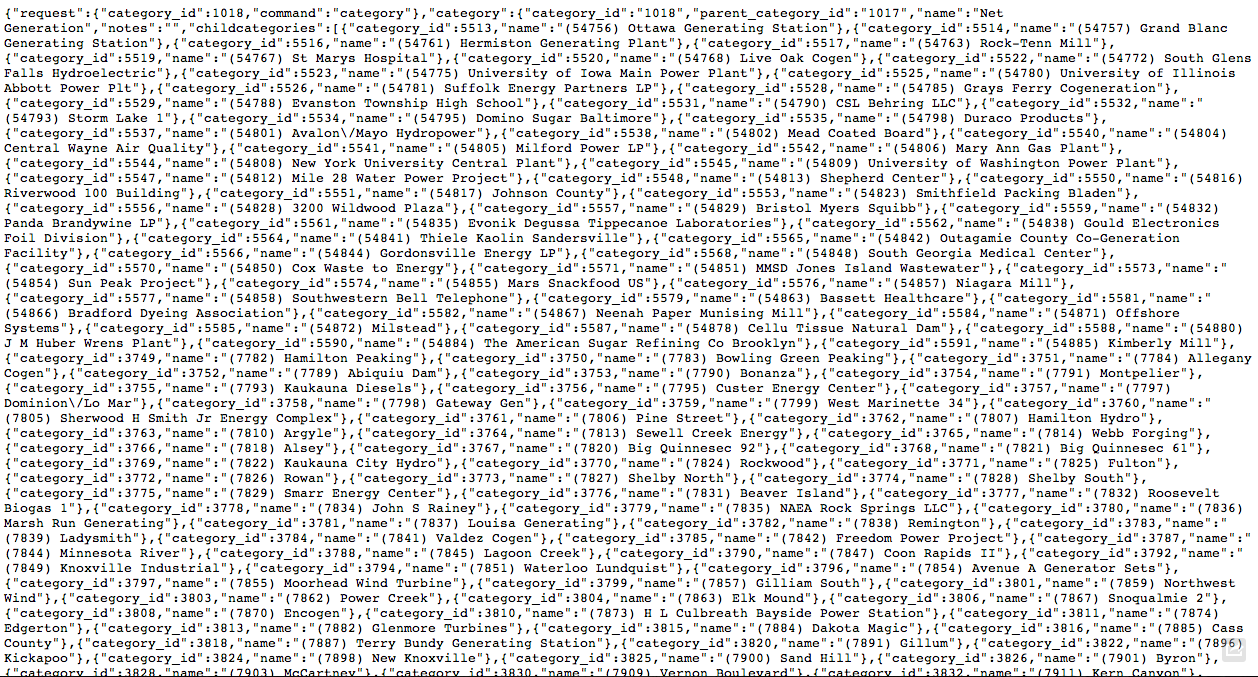 {"request":{"category_id":1018,"command":"category"},"category":{"category_id":"1018","parent_category_id":"1017","name":"Net
Generation","notes":"","childcategories":[{"category_id":5513,"name":"(54756) Ottawa Generating Station"},{"category_id":5514,"name":"(54757) Grand Blanc
Generating Station"},{"category_id":5516,"name":"(54761) Hermiston Generating Plant"},{"category_id":5517,"name":"(54763) Rock-Tenn Mill"},
{"category_id":5519,"name":"(54767) St Marys Hospital"},{"category_id":5520,"name":"(54768) Live Oak Cogen"},{"category_id":5522,"name":"(54772) South Glens
Falls Hydroelectric"},{"category_id":5523,"name":"(54775) University of Iowa Main Power Plant"},{"category_id":5525,"name":"(54780) University of Illinois
Abbott Power Plt"},{"category_id":5526,"name":"(54781) Suffolk Energy Partners LP"},{"category_id":5528,"name":"(54785) Grays Ferry Cogeneration"},
{"category_id":5529,"name":"(54788) Evanston Township High School"},{"category_id":5531,"name":"(54790) CSL Behring LLC"},{"category_id":5532,"name":"
(54793) Storm Lake 1"},{"category_id":5534,"name":"(54795) Domino Sugar Baltimore"},{"category_id":5535,"name":"(54798) Duraco Products"},
{"category_id":5537,"name":"(54801) Avalon\/Mayo Hydropower"},{"category_id":5538,"name":"(54802) Mead Coated Board"},{"category_id":5540,"name":"(54804)
Central Wayne Air Quality"},{"category_id":5541,"name":"(54805) Milford Power LP"},{"category_id":5542,"name":"(54806) Mary Ann Gas Plant"},
{"category_id":5544,"name":"(54808) New York University Central Plant"},{"category_id":5545,"name":"(54809) University of Washington Power Plant"},
{"category_id":5547,"name":"(54812) Mile 28 Water Power Project"},{"category_id":5548,"name":"(54813) Shepherd Center"},{"category_id":5550,"name":"(54816)
Riverwood 100 Building"},{"category_id":5551,"name":"(54817) Johnson County"},{"category_id":5553,"name":"(54823) Smithfield Packing Bladen"},
{"category_id":5556,"name":"(54828) 3200 Wildwood Plaza"},{"category_id":5557,"name":"(54829) Bristol Myers Squibb"},{"category_id":5559,"name":"(54832)
Panda Brandywine LP"},{"category_id":5561,"name":"(54835) Evonik Degussa Tippecanoe Laboratories"},{"category_id":5562,"name":"(54838) Gould Electronics
Foil Division"},{"category_id":5564,"name":"(54841) Thiele Kaolin Sandersville"},{"category_id":5565,"name":"(54842) Outagamie County Co-Generation
Facility"},{"category_id":5566,"name":"(54844) Gordonsville Energy LP"},{"category_id":5568,"name":"(54848) South Georgia Medical Center"},
{"category_id":5570,"name":"(54850) Cox Waste to Energy"},{"category_id":5571,"name":"(54851) MMSD Jones Island Wastewater"},{"category_id":5573,"name":"
(54854) Sun Peak Project"},{"category_id":5574,"name":"(54855) Mars Snackfood US"},{"category_id":5576,"name":"(54857) Niagara Mill"},
{"category_id":5577,"name":"(54858) Southwestern Bell Telephone"},{"category_id":5579,"name":"(54863) Bassett Healthcare"},{"category_id":5581,"name":"
(54866) Bradford Dyeing Association"},{"category_id":5582,"name":"(54867) Neenah Paper Munising Mill"},{"category_id":5584,"name":"(54871) Offshore
Systems"},{"category_id":5585,"name":"(54872) Milstead"},{"category_id":5587,"name":"(54878) Cellu Tissue Natural Dam"},{"category_id":5588,"name":"(54880)
J M Huber Wrens Plant"},{"category_id":5590,"name":"(54884) The American Sugar Refining Co Brooklyn"},{"category_id":5591,"name":"(54885) Kimberly Mill"},
{"category_id":3749,"name":"(7782) Hamilton Peaking"},{"category_id":3750,"name":"(7783) Bowling Green Peaking"},{"category_id":3751,"name":"(7784) Allegany
Cogen"},{"category_id":3752,"name":"(7789) Abiquiu Dam"},{"category_id":3753,"name":"(7790) Bonanza"},{"category_id":3754,"name":"(7791) Montpelier"},
{"category_id":3755,"name":"(7793) Kaukauna Diesels"},{"category_id":3756,"name":"(7795) Custer Energy Center"},{"category_id":3757,"name":"(7797)
Dominion\/Lo Mar"},{"category_id":3758,"name":"(7798) Gateway Gen"},{"category_id":3759,"name":"(7799) West Marinette 34"},{"category_id":3760,"name":"
(7805) Sherwood H Smith Jr Energy Complex"},{"category_id":3761,"name":"(7806) Pine Street"},{"category_id":3762,"name":"(7807) Hamilton Hydro"},
{"category_id":3763,"name":"(7810) Argyle"},{"category_id":3764,"name":"(7813) Sewell Creek Energy"},{"category_id":3765,"name":"(7814) Webb Forging"},
{"category_id":3766,"name":"(7818) Alsey"},{"category_id":3767,"name":"(7820) Big Quinnesec 92"},{"category_id":3768,"name":"(7821) Big Quinnesec 61"},
{"category_id":3769,"name":"(7822) Kaukauna City Hydro"},{"category_id":3770,"name":"(7824) Rockwood"},{"category_id":3771,"name":"(7825) Fulton"},
{"category_id":3772,"name":"(7826) Rowan"},{"category_id":3773,"name":"(7827) Shelby North"},{"category_id":3774,"name":"(7828) Shelby South"},
{"category_id":3775,"name":"(7829) Smarr Energy Center"},{"category_id":3776,"name":"(7831) Beaver Island"},{"category_id":3777,"name":"(7832) Roosevelt
Biogas 1"},{"category_id":3778,"name":"(7834) John S Rainey"},{"category_id":3779,"name":"(7835) NAEA Rock Springs LLC"},{"category_id":3780,"name":"(7836)
Marsh Run Generating"},{"category_id":3781,"name":"(7837) Louisa Generating"},{"category_id":3782,"name":"(7838) Remington"},{"category_id":3783,"name":"
(7839) Ladysmith"},{"category_id":3784,"name":"(7841) Valdez Cogen"},{"category_id":3785,"name":"(7842) Freedom Power Project"},{"category_id":3787,"name":"
(7844) Minnesota River"},{"category_id":3788,"name":"(7845) Lagoon Creek"},{"category_id":3790,"name":"(7847) Coon Rapids II"},{"category_id":3792,"name":"
(7849) Knoxville Industrial"},{"category_id":3794,"name":"(7851) Waterloo Lundquist"},{"category_id":3796,"name":"(7854) Avenue A Generator Sets"},
{"category_id":3797,"name":"(7855) Moorhead Wind Turbine"},{"category_id":3799,"name":"(7857) Gilliam South"},{"category_id":3801,"name":"(7859) Northwest
Wind"},{"category_id":3803,"name":"(7862) Power Creek"},{"category_id":3804,"name":"(7863) Elk Mound"},{"category_id":3806,"name":"(7867) Snoqualmie 2"},
{"category_id":3808,"name":"(7870) Encogen"},{"category_id":3810,"name":"(7873) H L Culbreath Bayside Power Station"},{"category_id":3811,"name":"(7874)
Edgerton"},{"category_id":3813,"name":"(7882) Glenmore Turbines"},{"category_id":3815,"name":"(7884) Dakota Magic"},{"category_id":3816,"name":"(7885) Cass
County"},{"category_id":3818,"name":"(7887) Terry Bundy Generating Station"},{"category_id":3820,"name":"(7891) Gillum"},{"category_id":3822,"name":"(7896)
Kickapoo"},{"category_id":3824,"name":"(7898) New Knoxville"},{"category_id":3825,"name":"(7900) Sand Hill"},{"category_id":3826,"name":"(7901) Byron"},
{"category_id":3828,"name":"(7903) McCartney"},{"category_id":3830,"name":"(7909) Vernon Boulevard"},{"category_id":3832,"name":"(7911) Kern Canyon"},